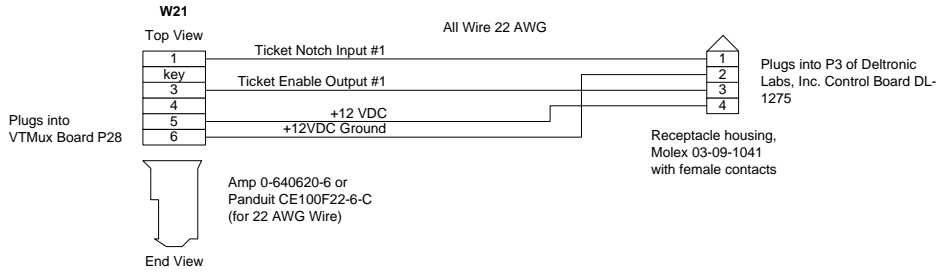 W21
Top View
All Wire 22 AWG
1
key
3
4
5
6
Ticket Notch Input #1
Ticket Enable Output #1
+12 VDC
+12VDC Ground
1
2
3
4
Plugs into
VTMux Board P28
Plugs into P3 of Deltronic
Labs, Inc. Control Board DL-
1275
Receptacle housing,
Molex 03-09-1041
with female contacts
Amp 0-640620-6 or
Panduit CE100F22-6-C
(for 22 AWG Wire)
End View